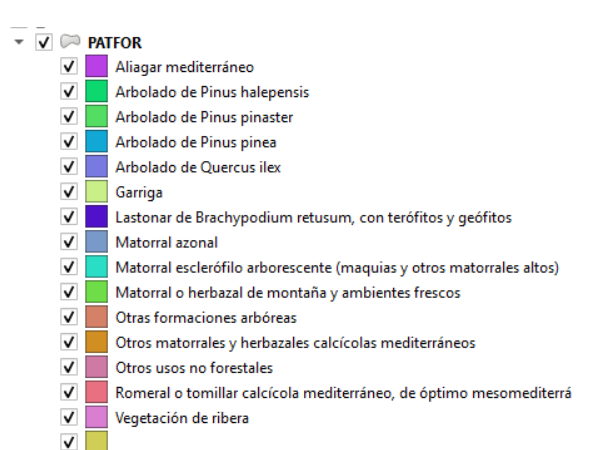 PATFOR
Aliagar mediterráneo
Arbolado de Pinus halepensis
Arbolado de Pinus pinaster
Arbolado de Pinus pinea
Arbolado de Quercus ilex
Garriga
Lastonar de Brachypodium retusum, con terófitos y geófitos
Matorral azonal
Matorral esclerófilo arborescente (maquias y otros matorrales altos)
Matorral o herbazal de montaña y ambientes frescos
Otras formaciones arbóreas
Otros matorrales y herbazales calcícolas mediterráneos
Otros usos no forestales
Romeral o tomillar calcícola mediterráneo, de óptimo mesomediterrá
Vegetación de ribera